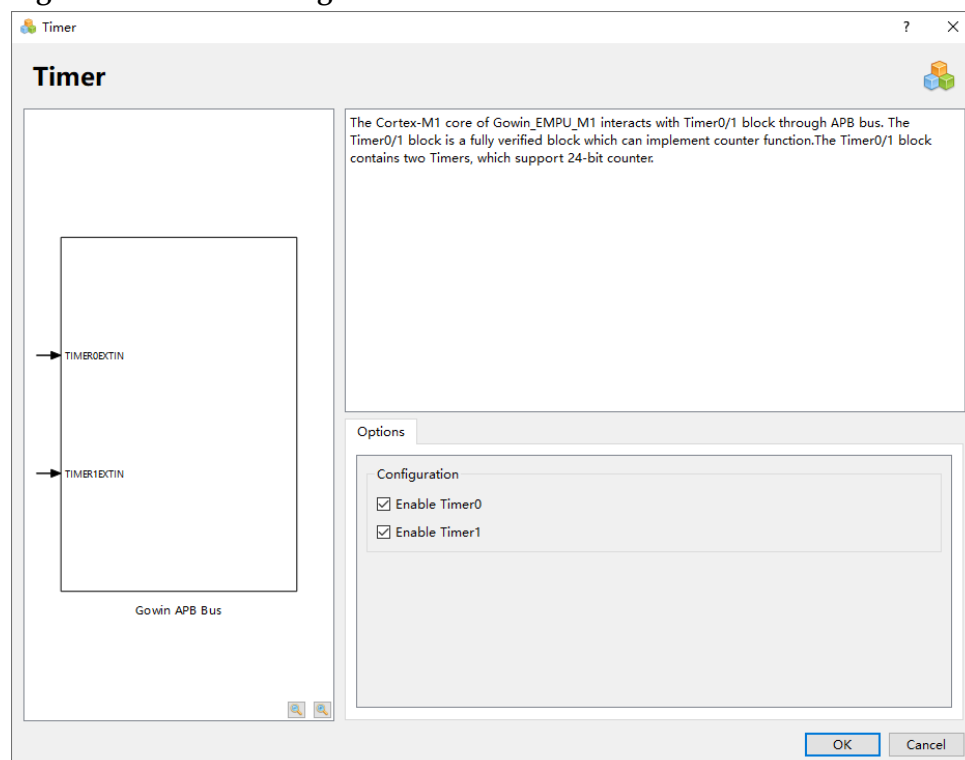 Timer
?
Timer
The Cortex-M1 core of Gowin_EMPU_M1 interacts with Timer0/1 block through APB bus. The
Timer0/1 block is a fully verified block which can implement counter function.The Timer0/1 block
contains two Timers, which support 24-bit counter.
TIMER0EXTIN
TIMER1EXTIN
Gowin APB Bus
Options
Configuration
Enable Timer0
Enable Timer1
OK
Cancel